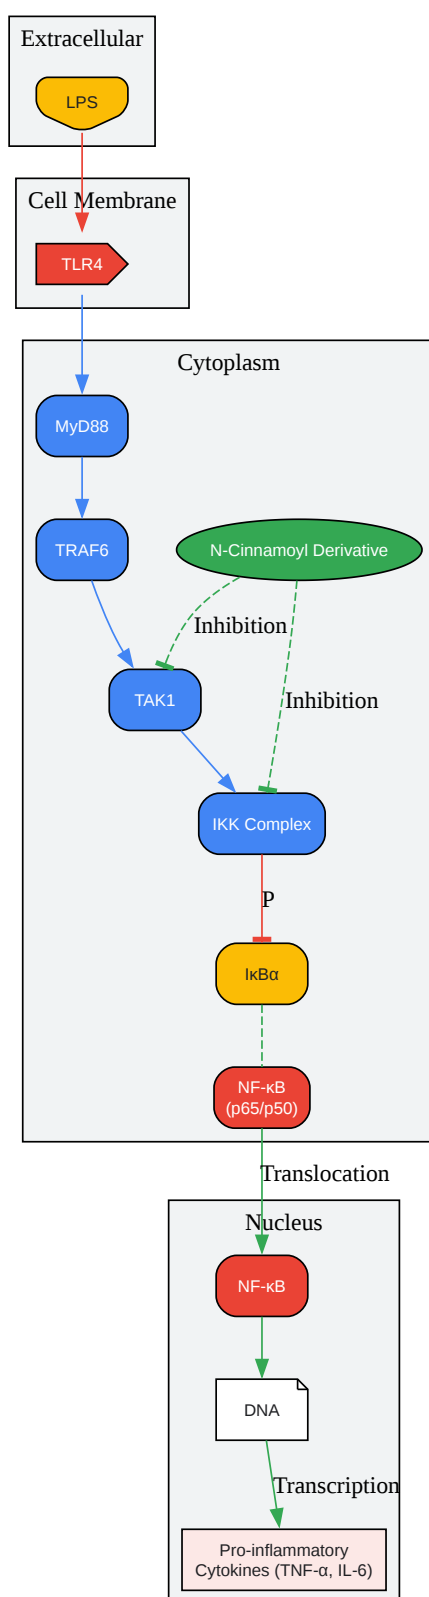 Extracellular
LPS
Cell Membrane
TLR4
Cytoplasm
MyD88
TRAF6
N-Cinnamoyl Derivative
Inhibition
TAK1
Inhibition
IKK Complex
P
IκBα
NF-κB
(p65/p50)
Translocation
Nucleus
NF-κB
DNA
Transcription
Pro-inflammatory
Cytokines (TNF-α, IL-6)